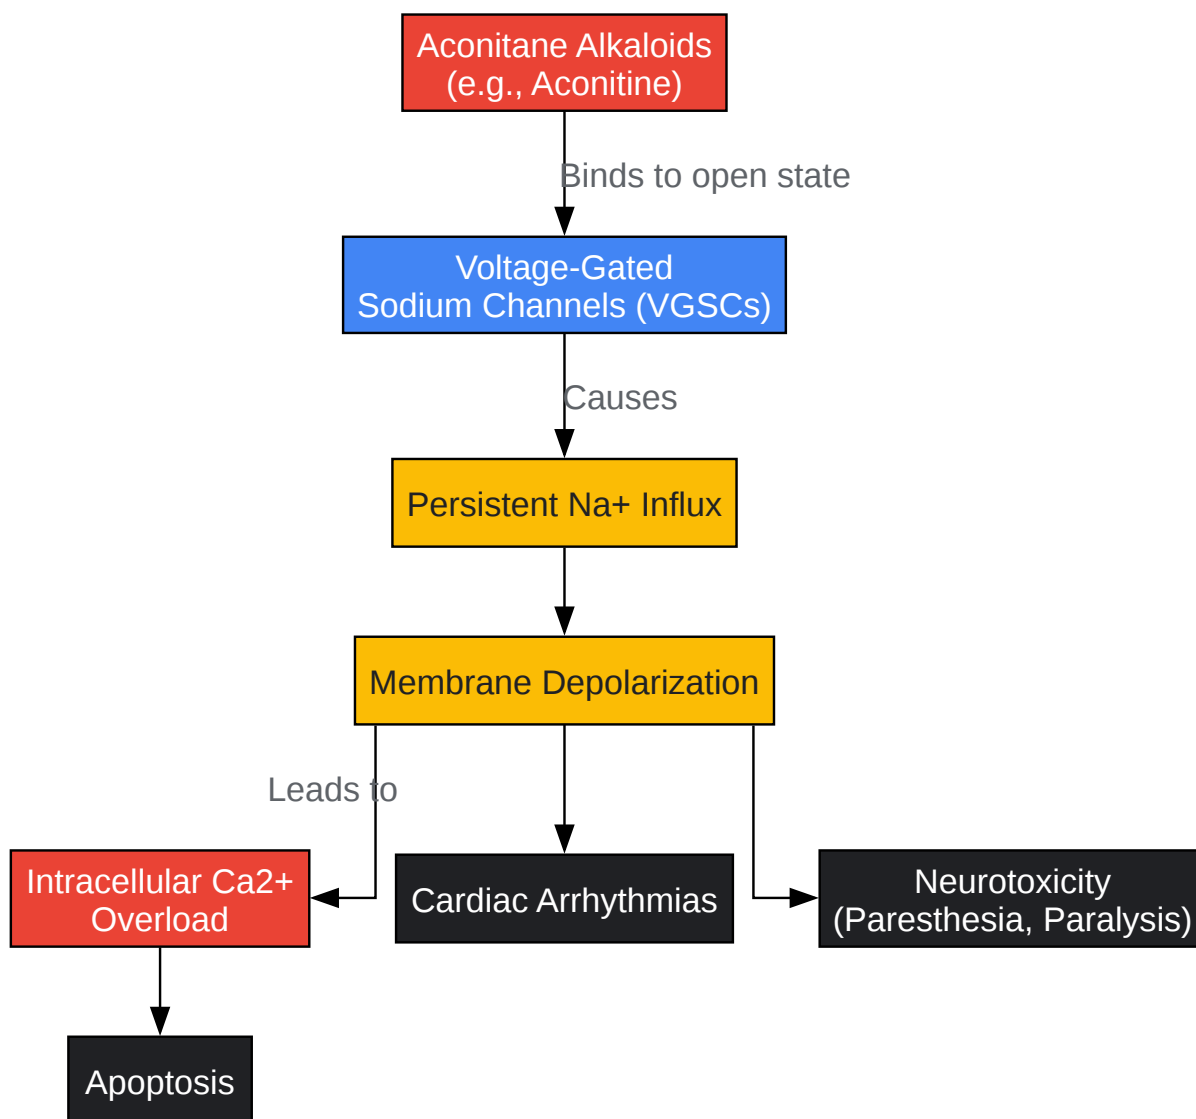 Aconitane Alkaloids
(e.g., Aconitine)
Binds to open state
Voltage-Gated
Sodium Channels (VGSCs)
Causes
Persistent Na+ Influx
Membrane Depolarization
Leads to
Intracellular Ca2+
Overload
Cardiac Arrhythmias
Neurotoxicity
(Paresthesia, Paralysis)
Apoptosis